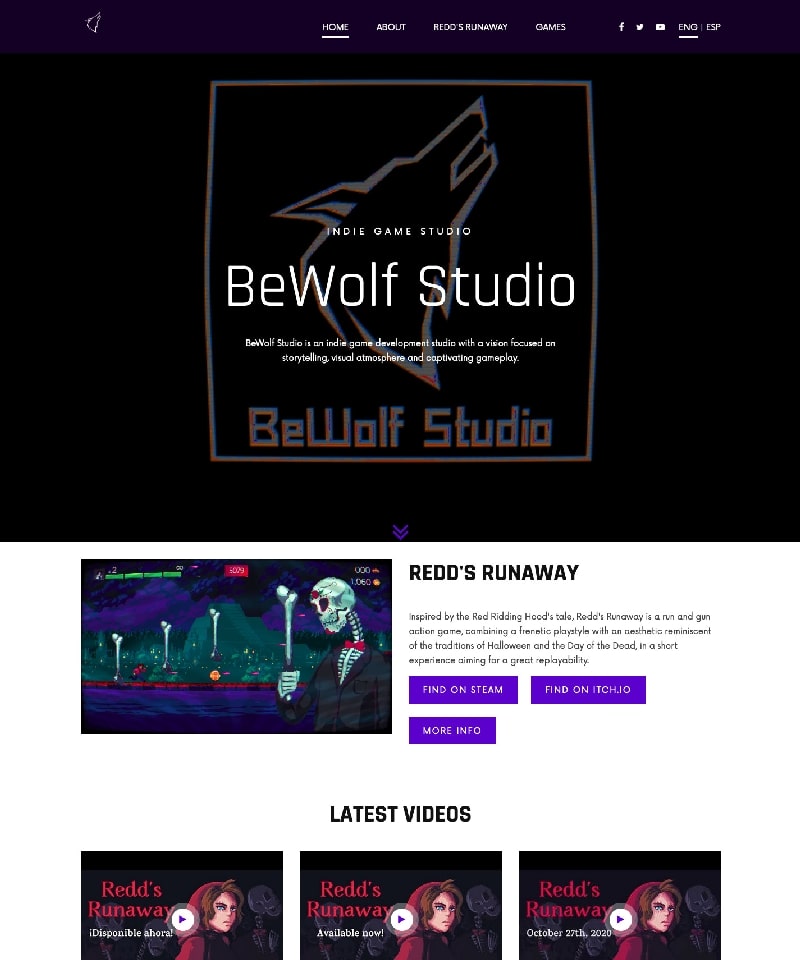 HOME ABOUT REDD'S RUNAWAY GAMES ENG | ESP
INDIE GAME STUDIO
BeWolf Studio
BeWolf Studio is an indie game development studio with a vision focused on
storytelling, visual atmosphere and captivating gameplay.
BeWolf Studio
REDD'S RUNAWAY
Inspired by the Red Ridding Hood's tale, Redd's Runaway is a run and gun
action game, combining a frenetic playstyle with an aesthetic reminiscent
of the traditions of Halloween and the Day of the Dead, in a short
experience aiming for a great replayability.
FIND ON STEAM FIND ON ITCH.IO
MORE INFO
LATEST VIDEOS
Redd's
Runaway
¡Disponible ahora!
Redd's
Runaway
Available now!
Redd's
Runaway
October 27th, 2020